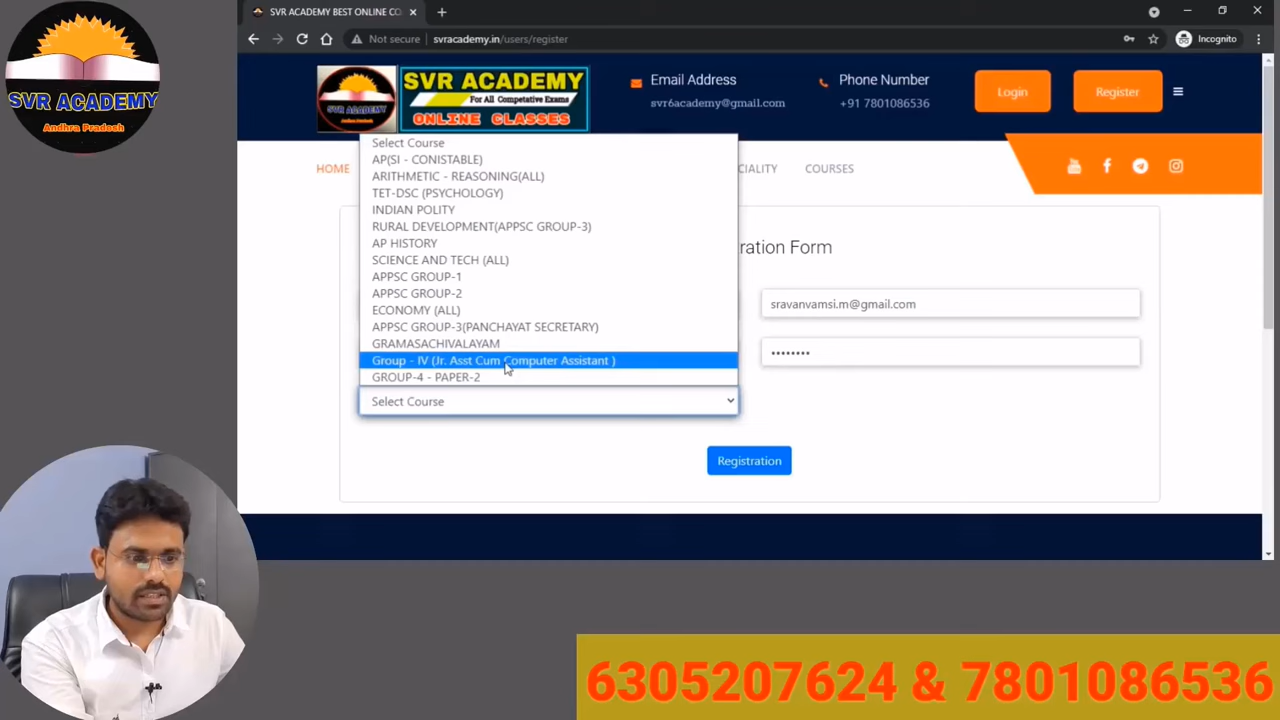 SVR ACADEMY
Andhra Pradesh
SVR ACADEMY BEST ONLINE CO
Not secure
svracademy.in/users/register
Incognito
SVR ACADEMY
SVR ACADEMY
For All Competative Exams
ONLINE CLASSES
Email Address
svr6academy@gmail.com
Phone Number
+91 7801086536
Login
Register
HOME
CIALITY
COURSES
ration Form
Select Course
AP(SI - CONISTABLE)
ARITHMETIC - REASONING(ALL)
TET-DSC (PSYCHOLOGY)
INDIAN POLITY
RURAL DEVELOPMENT(APPSC GROUP-3)
AP HISTORY
SCIENCE AND TECH (ALL)
APPSC GROUP-1
APPSC GROUP-2
ECONOMY (ALL)
APPSC GROUP-3(PANCHAYAT SECRETARY)
GRAMASACHIVALAYAM
Group - IV (Jr. Asst Cum Computer Assistant )
GROUP-4 - PAPER-2
sravanvamsi.m@gmail.com
••••••••
Select Course
Registration
6305207624 & 7801086536